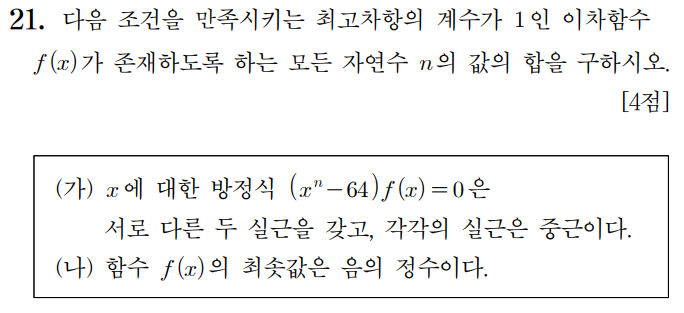 21. 다음 조건을 만족시키는 최고차항의 계수가 1인 이차함수
f(x)가 존재하도록 하는 모든 자연수 n의 값의 합을 구하시오.
[4점]
(가) x에 대한 방정식 (xⁿ-64)f(x)=0은
서로 다른 두 실근을 갖고, 각각의 실근은 중근이다.
(나) 함수 f(x)의 최솟값은 음의 정수이다.